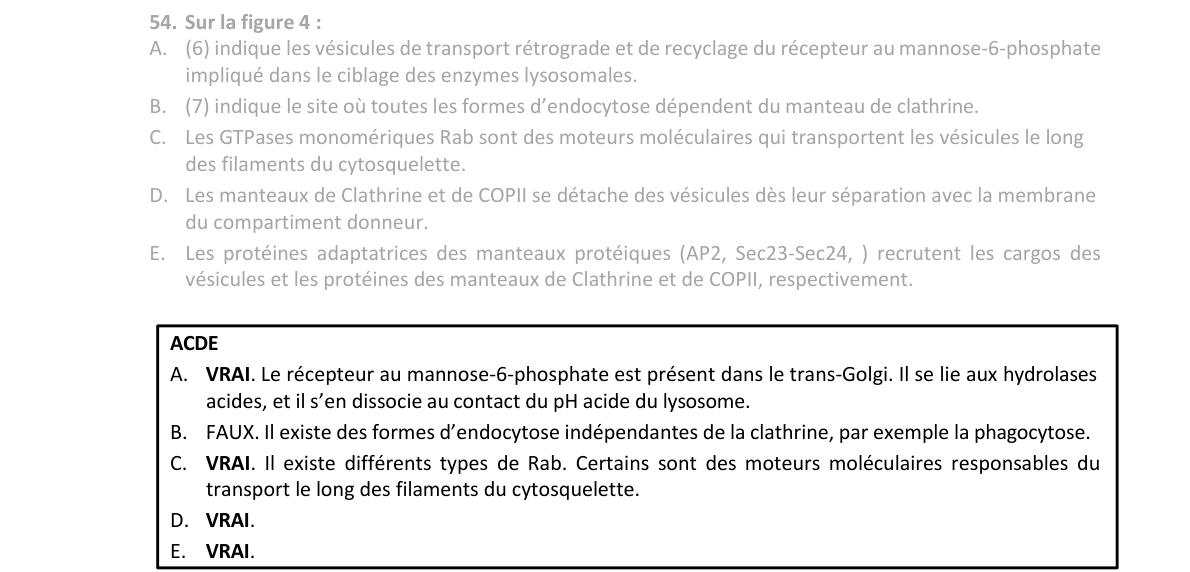 54. Sur la figure 4 :
A. (6) indique les vésicules de transport rétrograde et de recyclage du récepteur au mannose-6-phosphate
impliqué dans le ciblage des enzymes lysosomales.
B. (7) indique le site où toutes les formes d’endocytose dépendent du manteau de clathrine.
C. Les GTPases monomériques Rab sont des moteurs moléculaires qui transportent les vésicules le long
des filaments du cytosquelette.
D. Les manteaux de Clathrine et de COPII se détache des vésicules dès leur séparation avec la membrane
du compartiment donneur.
E. Les protéines adaptatrices des manteaux protéiques (AP2, Sec23-Sec24, ) recrutent les cargos des
vésicules et les protéines des manteaux de Clathrine et de COPII, respectivement.
ACDE
A. VRAI. Le récepteur au mannose-6-phosphate est présent dans le trans-Golgi. Il se lie aux hydrolases
acides, et il s’en dissocie au contact du pH acide du lysosome.
B. FAUX. Il existe des formes d’endocytose indépendantes de la clathrine, par exemple la phagocytose.
C. VRAI. Il existe différents types de Rab. Certains sont des moteurs moléculaires responsables du
transport le long des filaments du cytosquelette.
D. VRAI.
E. VRAI.